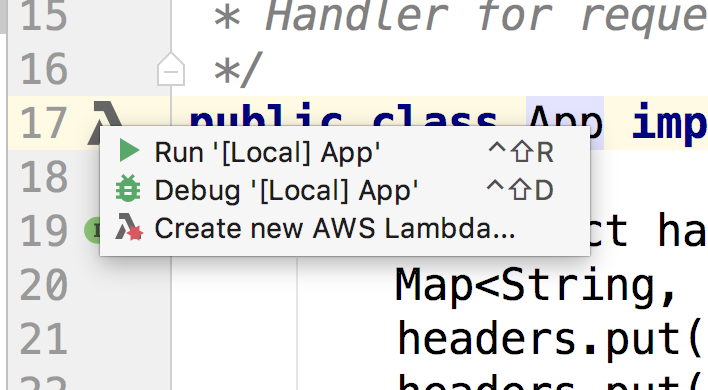 15 * Handler for reque
16 */
17 public class App imp
Run '[Local] App' ^⇧R
18
Debug '[Local] App' ^⇧D
19 ct ha
Create new AWS Lambda...
20 Map<String,
21 headers.put(
22 headers.put(